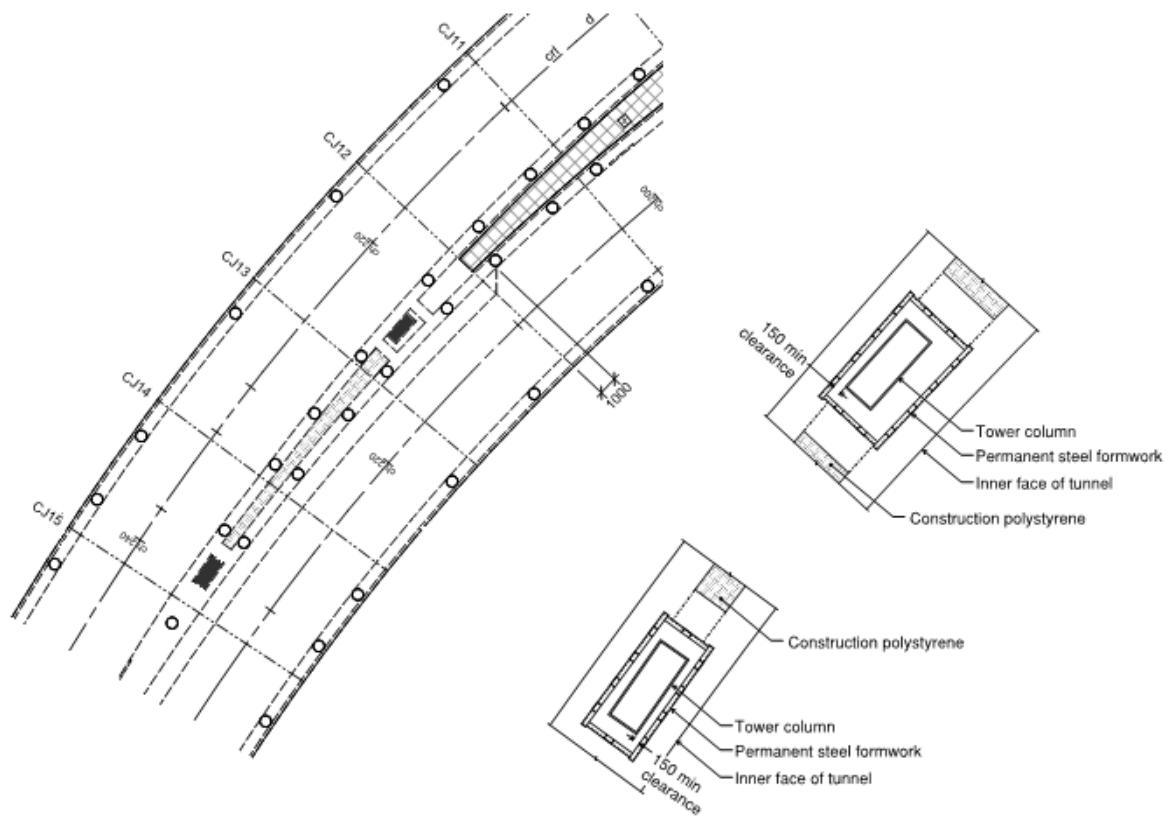 CJ11
CJ12
CJ13
CJ14
CJ15
1000
150 min
clearance
Tower column
Permanent steel formwork
Inner face of tunnel
Construction polystyrene
Construction polystyrene
Tower column
Permanent steel formwork
Inner face of tunnel
150 min
clearance